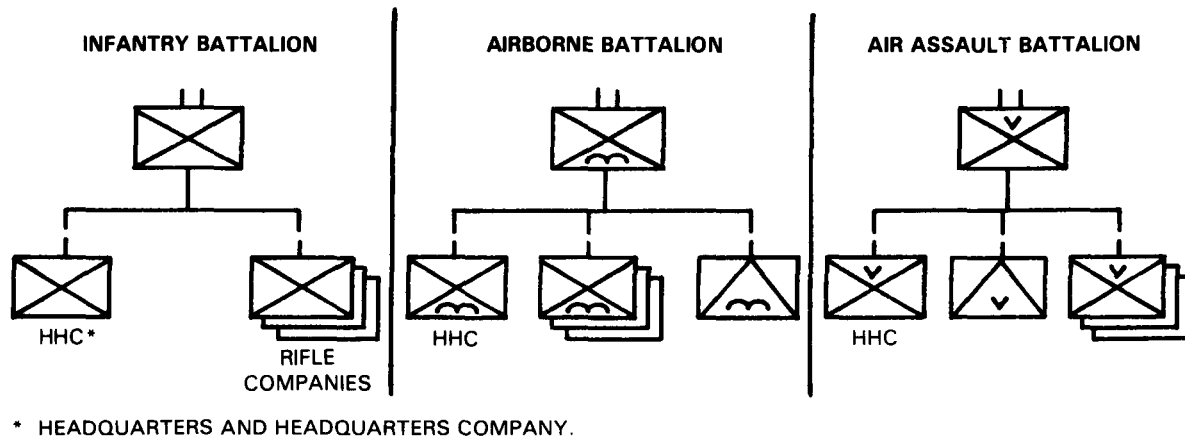 INFANTRY BATTALION
AIRBORNE BATTALION
AIR ASSAULT BATTALION
HHC*
RIFLE
COMPANIES
HHC
HHC
* HEADQUARTERS AND HEADQUARTERS COMPANY.